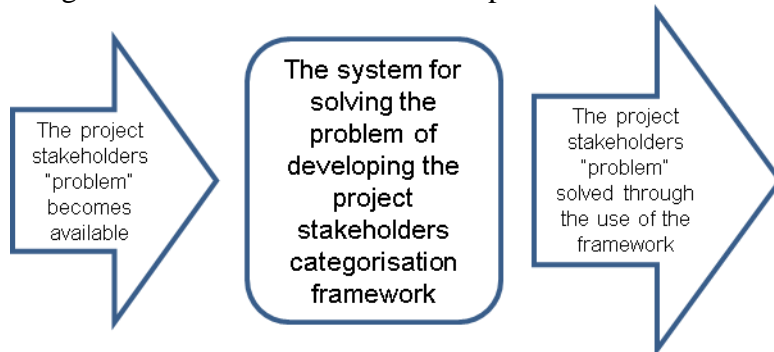 The project
stakeholders
"problem"
becomes
available
The system for
solving the
problem of
developing the
project
stakeholders
categorisation
framework
The project
stakeholders
"problem"
solved through
the use of the
framework